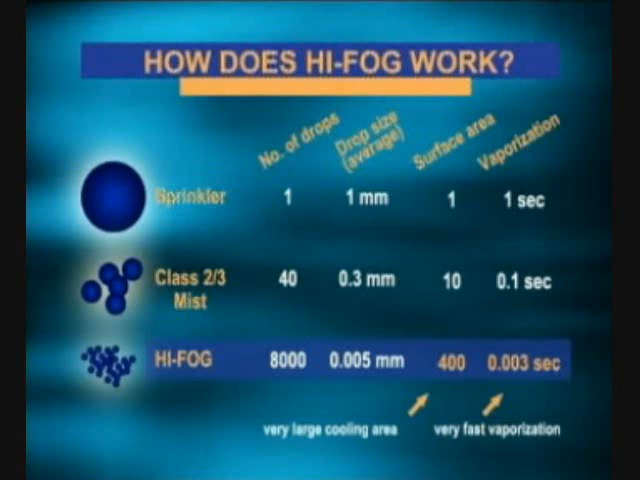 HOW DOES HI-FOG WORK?
No. of drops Drop size (average) Surface area Vaporization
Sprinkler 1 1 mm 1 1 sec
Class 2/3 Mist 40 0.3 mm 10 0.1 sec
HI-FOG 8000 0.005 mm 400 0.003 sec
very large cooling area very fast vaporization